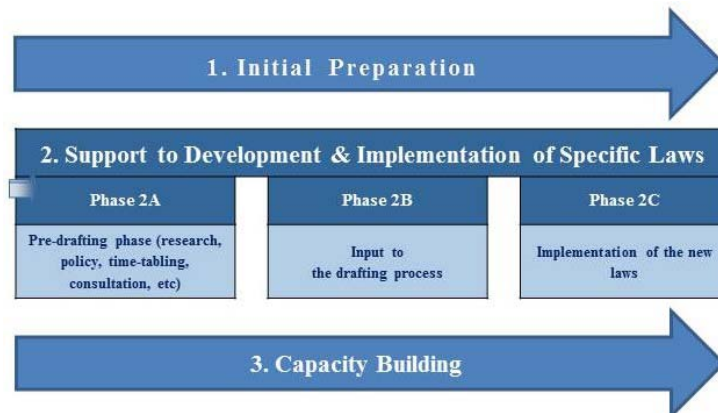 1. Initial Preparation
2. Support to Development & Implementation of Specific Laws
Phase 2A
Pre-drafting phase (research,
policy, time-tabling,
consultation, etc)
Phase 2B
Input to
the drafting process
Phase 2C
Implementation of the new
laws
3. Capacity Building